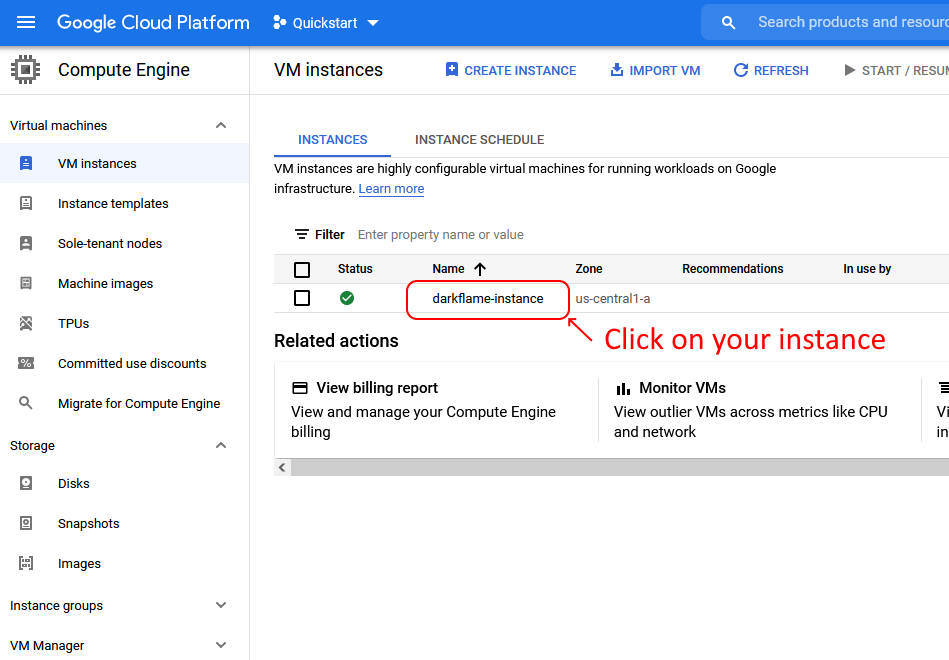 Google Cloud Platform
Quickstart
Search products and resourc
Compute Engine
VM instances
CREATE INSTANCE
IMPORT VM
REFRESH
START / RESUM
Virtual machines
VM instances
Instance templates
Sole-tenant nodes
Machine images
TPUs
Committed use discounts
Migrate for Compute Engine
Storage
Disks
Snapshots
Images
Instance groups
VM Manager
INSTANCES
INSTANCE SCHEDULE
VM instances are highly configurable virtual machines for running workloads on Google
infrastructure. Learn more
Filter Enter property name or value
Status Name Zone Recommendations In use by
darkflame-instance us-central1-a
Click on your instance
Related actions
View billing report
View and manage your Compute Engine
billing
Monitor VMs
View outlier VMs across metrics like CPU
and network
Vi
in